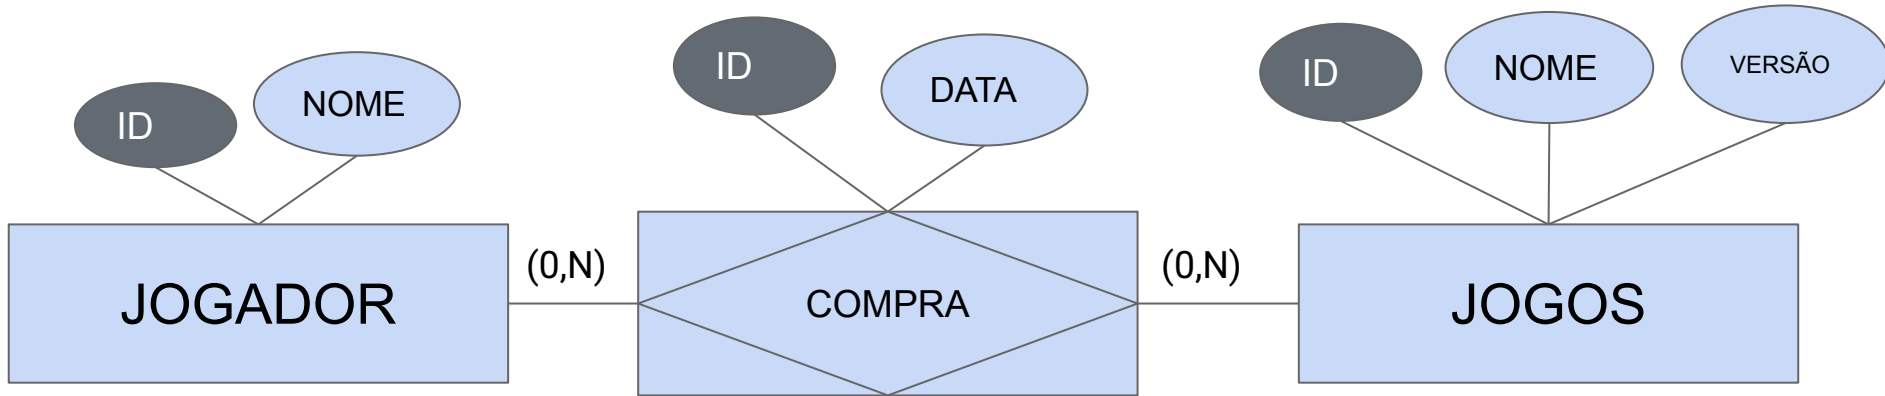 ID
NOME
ID
DATA
ID
NOME
VERSÃO
JOGADOR
(0,N)
COMPRA
(0,N)
JOGOS